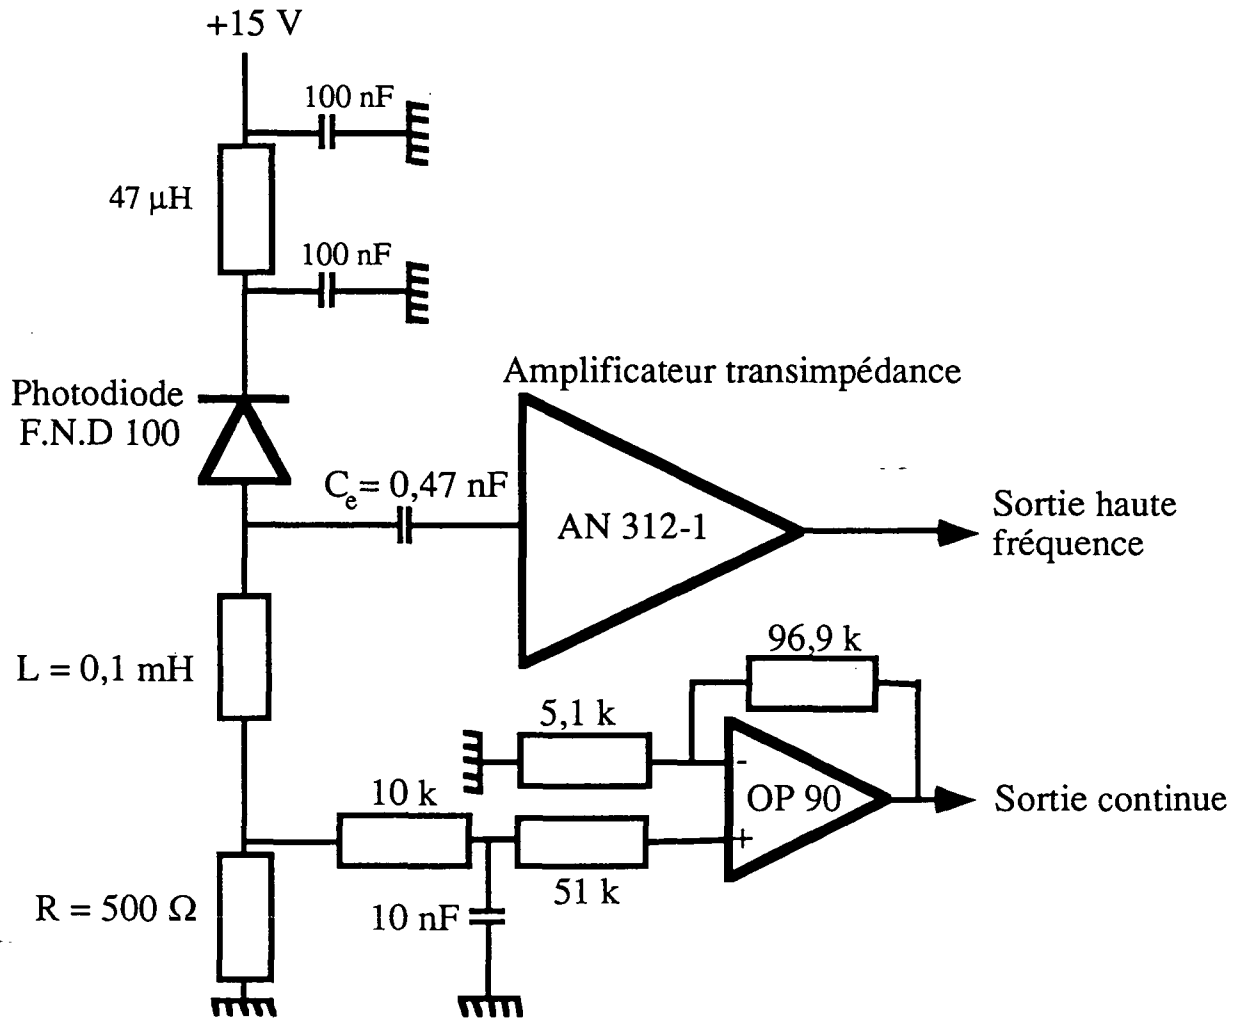 +15 V
100 nF
47 µH
100 nF
Amplificateur transimpédance
Photodiode
F.N.D 100
Ce = 0,47 nF
AN 312-1
Sortie haute
fréquence
L = 0,1 mH
96,9 k
5,1 k
-
OP 90
Sortie continue
10 k
+
51 k
R = 500 Ω
10 nF